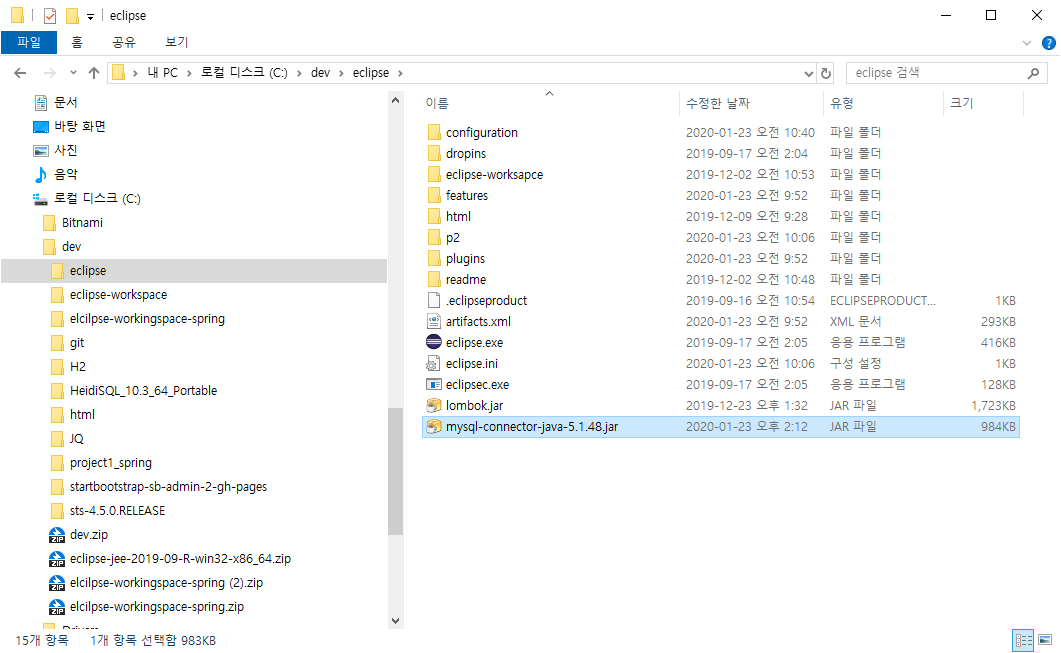 eclipse
파일 홈 공유 보기
내 PC 로컬 디스크 (C:) dev eclipse
eclipse 검색
문서
바탕 화면
사진
음악
로컬 디스크 (C:)
Bitnami
dev
eclipse
eclipse-workspace
elcilpse-workingspace-spring
git
H2
HeidiSQL_10.3_64_Portable
html
JQ
project1_spring
startbootstrap-sb-admin-2-gh-pages
sts-4.5.0.RELEASE
dev.zip
eclipse-jee-2019-09-R-win32-x86_64.zip
elcilpse-workingspace-spring (2).zip
elcilpse-workingspace-spring.zip
이름 수정한 날짜 유형 크기
configuration 2020-01-23 오전 10:40 파일 폴더
dropins 2019-09-17 오전 2:04 파일 폴더
eclipse-worksapce 2019-12-02 오전 10:53 파일 폴더
features 2020-01-23 오전 9:52 파일 폴더
html 2019-12-09 오전 9:28 파일 폴더
p2 2020-01-23 오전 10:06 파일 폴더
plugins 2020-01-23 오전 9:52 파일 폴더
readme 2019-12-02 오전 10:48 파일 폴더
.eclipseproduct 2019-09-16 오전 10:54 ECLIPSEPRODUCT... 1KB
artifacts.xml 2020-01-23 오전 9:52 XML 문서 293KB
eclipse.exe 2019-09-17 오전 2:05 응용 프로그램 416KB
eclipse.ini 2020-01-23 오전 10:06 구성 설정 1KB
eclipsec.exe 2019-09-17 오전 2:05 응용 프로그램 128KB
lombok.jar 2019-12-23 오후 1:32 JAR 파일 1,723KB
mysql-connector-java-5.1.48.jar 2020-01-23 오후 2:12 JAR 파일 984KB
15개 항목 1개 항목 선택함 983KB